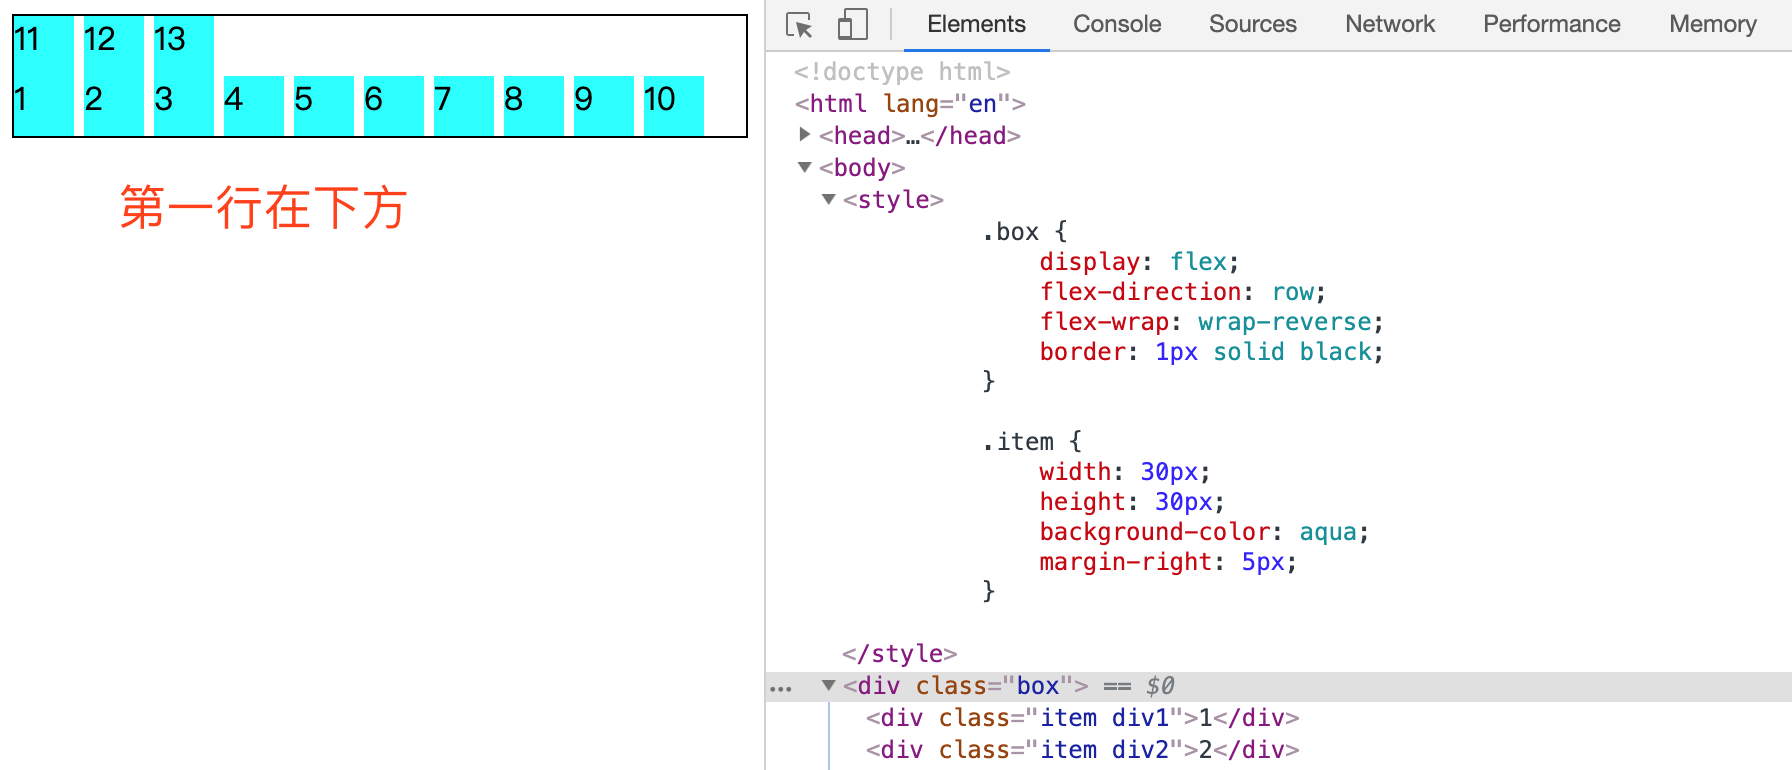 11 12 13
1 2 3 4 5 6 7 8 9 10
第一行在下方
Elements Console Sources Network Performance Memory
<!doctype html>
<html lang="en">
<head>…</head>
<body>
<style>
.box {
display: flex;
flex-direction: row;
flex-wrap: wrap-reverse;
border: 1px solid black;
}
.item {
width: 30px;
height: 30px;
background-color: aqua;
margin-right: 5px;
}
</style>
… <div class="box"> == $0
<div class="item div1">1</div>
<div class="item div2">2</div>